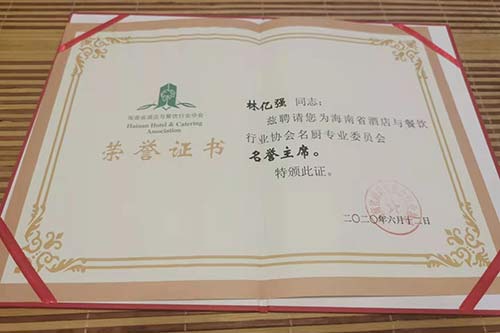 海南省酒店与餐饮行业协会
Hainan Hotel & Catering
Association
荣誉证书
林亿强 同志：
兹聘请您为海南省酒店与餐饮
行业协会名厨专业委员会
名誉主席。
特颁此证。
二〇二〇年六月十二日